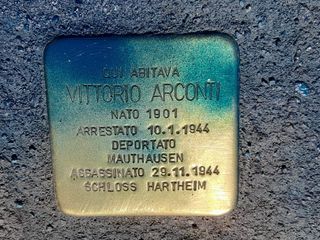 QUI ABITAVA
VITTORIO ARCONTI
NATO 1901
ARRESTATO 10.1.1944
DEPORTATO
MAUTHAUSEN
ASSASSINATO 29.11.1944
SCHLOSS HARTHEIM